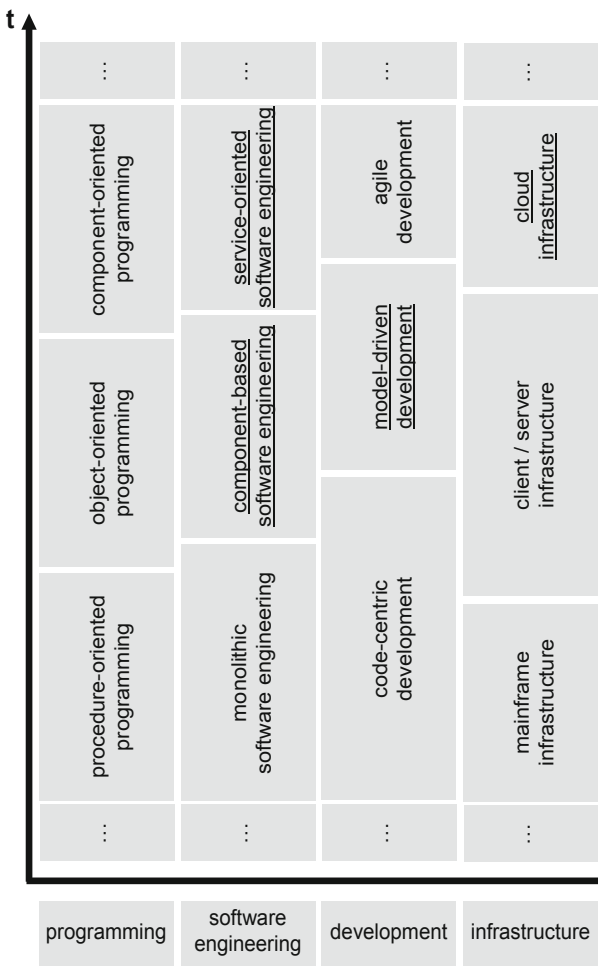 t
⋮
component-oriented
programming
object-oriented
programming
procedure-oriented
programming
⋮
⋮
service-oriented
software engineering
component-based
software engineering
monolithic
software engineering
⋮
⋮
agile
development
model-driven
development
code-centric
development
⋮
⋮
cloud
infrastructure
client / server
infrastructure
mainframe
infrastructure
⋮
programming
software
engineering
development
infrastructure